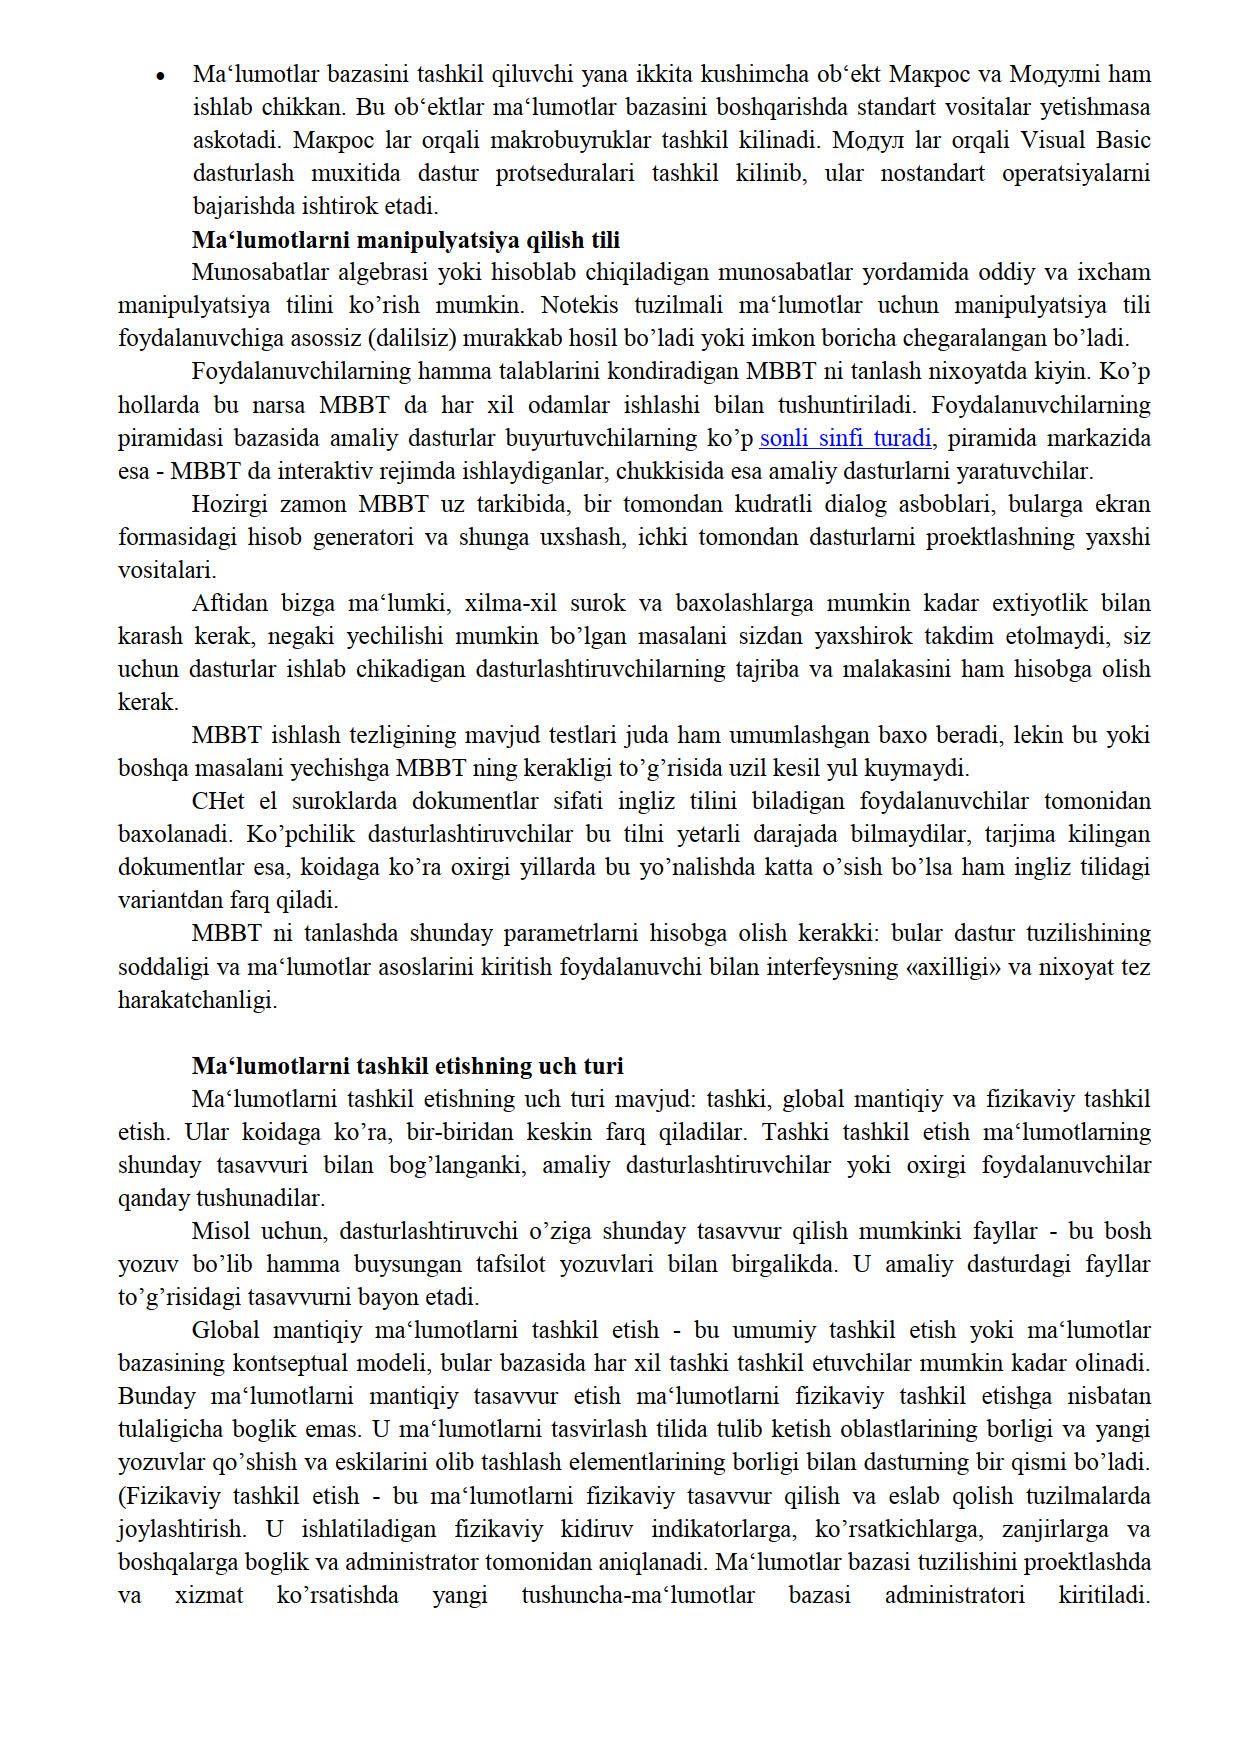 • Ma‘lumotlar bazasini tashkil qiluvchi yana ikkita kushimcha ob‘ekt Макрос va Модулni ham
ishlab chikkan. Bu ob‘ektlar ma‘lumotlar bazasini boshqarishda standart vositalar yetishmasa
askotadi. Макрос lar orqali makrobuyruklar tashkil kilinadi. Модул lar orqali Visual Basic
dasturlash muxitida dastur protseduralari tashkil kilinib, ular nostandart operatsiyalarni
bajarishda ishtirok etadi.
Ma‘lumotlarni manipulyatsiya qilish tili
Munosabatlar algebrasi yoki hisoblab chiqiladigan munosabatlar yordamida oddiy va ixcham
manipulyatsiya tilini ko’rish mumkin. Notekis tuzilmali ma‘lumotlar uchun manipulyatsiya tili
foydalanuvchiga asossiz (dalilsiz) murakkab hosil bo’ladi yoki imkon boricha chegaralangan bo’ladi.
Foydalanuvchilarning hamma talablarini kondiradigan MBBT ni tanlash nixoyatda kiyin. Ko’p
hollarda bu narsa MBBT da har xil odamlar ishlashi bilan tushuntiriladi. Foydalanuvchilarning
piramidasi bazasida amaliy dasturlar buyurtuvchilarning ko’p sonli sinfi turadi, piramida markazida
esa - MBBT da interaktiv rejimda ishlaydiganlar, chukkisida esa amaliy dasturlarni yaratuvchilar.
Hozirgi zamon MBBT uz tarkibida, bir tomondan kudratli dialog asboblari, bularga ekran
formasidagi hisob generatori va shunga uxshash, ichki tomondan dasturlarni proektlashning yaxshi
vositalari.
Aftidan bizga ma‘lumki, xilma-xil surok va baxolashlarga mumkin kadar extiyotlik bilan
karash kerak, negaki yechilishi mumkin bo’lgan masalani sizdan yaxshirok takdim etolmaydi, siz
uchun dasturlar ishlab chikadigan dasturlashtiruvchilarning tajriba va malakasini ham hisobga olish
kerak.
MBBT ishlash tezligining mavjud testlari juda ham umumlashgan baxo beradi, lekin bu yoki
boshqa masalani yechishga MBBT ning kerakligi to’g’risida uzil kesil yul kuymaydi.
CHet el suroklarda dokumentlar sifati ingliz tilini biladigan foydalanuvchilar tomonidan
baxolanadi. Ko’pchilik dasturlashtiruvchilar bu tilni yetarli darajada bilmaydilar, tarjima kilingan
dokumentlar esa, koidaga ko’ra oxirgi yillarda bu yo’nalishda katta o’sish bo’lsa ham ingliz tilidagi
variantdan farq qiladi.
MBBT ni tanlashda shunday parametrlarni hisobga olish kerakki: bular dastur tuzilishining
soddaligi va ma‘lumotlar asoslarini kiritish foydalanuvchi bilan interfeysning «axilligi» va nixoyat tez
harakatchanligi.
Ma‘lumotlarni tashkil etishning uch turi
Ma‘lumotlarni tashkil etishning uch turi mavjud: tashki, global mantiqiy va fizikaviy tashkil
etish. Ular koidaga ko’ra, bir-biridan keskin farq qiladilar. Tashki tashkil etish ma‘lumotlarning
shunday tasavvuri bilan bog’langanki, amaliy dasturlashtiruvchilar yoki oxirgi foydalanuvchilar
qanday tushunadilar.
Misol uchun, dasturlashtiruvchi o’ziga shunday tasavvur qilish mumkinki fayllar - bu bosh
yozuv bo’lib hamma buysungan tafsilot yozuvlari bilan birgalikda. U amaliy dasturdagi fayllar
to’g’risidagi tasavvurni bayon etadi.
Global mantiqiy ma‘lumotlarni tashkil etish - bu umumiy tashkil etish yoki ma‘lumotlar
bazasining kontseptual modeli, bular bazasida har xil tashki tashkil etuvchilar mumkin kadar olinadi.
Bunday ma‘lumotlarni mantiqiy tasavvur etish ma‘lumotlarni fizikaviy tashkil etishga nisbatan
tulaligicha boglik emas. U ma‘lumotlarni tasvirlash tilida tulib ketish oblastlarining borligi va yangi
yozuvlar qo’shish va eskilarini olib tashlash elementlarining borligi bilan dasturning bir qismi bo’ladi.
(Fizikaviy tashkil etish - bu ma‘lumotlarni fizikaviy tasavvur qilish va eslab qolish tuzilmalarda
joylashtirish. U ishlatiladigan fizikaviy kidiruv indikatorlarga, ko’rsatkichlarga, zanjirlarga va
boshqalarga boglik va administrator tomonidan aniqlanadi. Ma‘lumotlar bazasi tuzilishini proektlashda
va xizmat ko’rsatishda yangi tushuncha-ma‘lumotlar bazasi administratori kiritiladi.